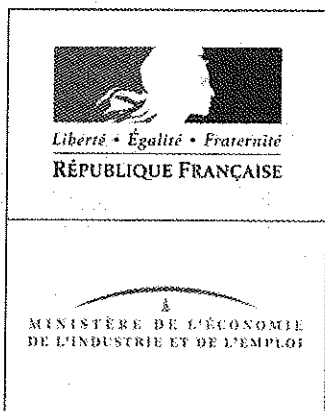 Liberté • Égalité • Fraternité
RÉPUBLIQUE FRANÇAISE
MINISTÈRE DE L'ÉCONOMIE
DE L'INDUSTRIE ET DE L'EMPLOI